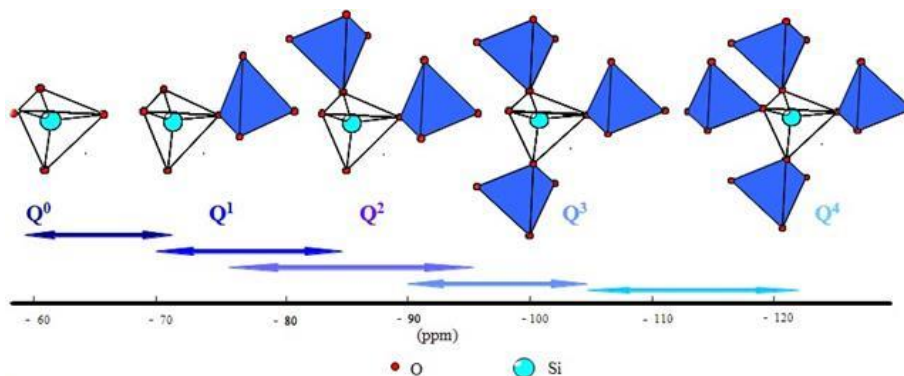 Q⁰ Q¹ Q² Q³ Q⁴
- 60 - 70 - 80 - 90 - 100 - 110 - 120
(ppm)
O Si